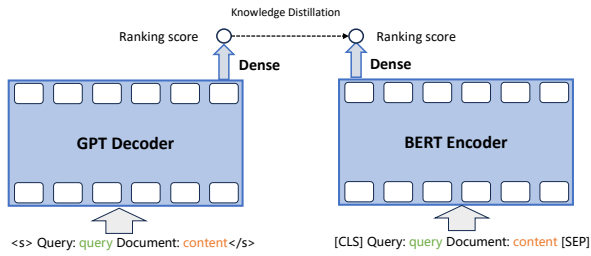 Knowledge Distillation
Ranking score
Ranking score
Dense
Dense
GPT Decoder
BERT Encoder
<s> Query: query Document: content</s>
[CLS] Query: query Document: content [SEP]